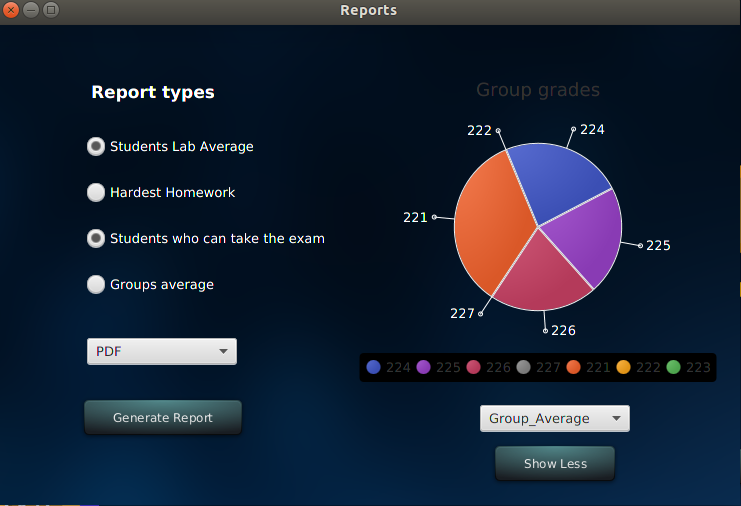 Reports
Report types
Students Lab Average
Hardest Homework
Students who can take the exam
Groups average
PDF
Generate Report
Group grades
222
224
221
225
227
226
224 225 226 227 221 222 223
Group_Average
Show Less